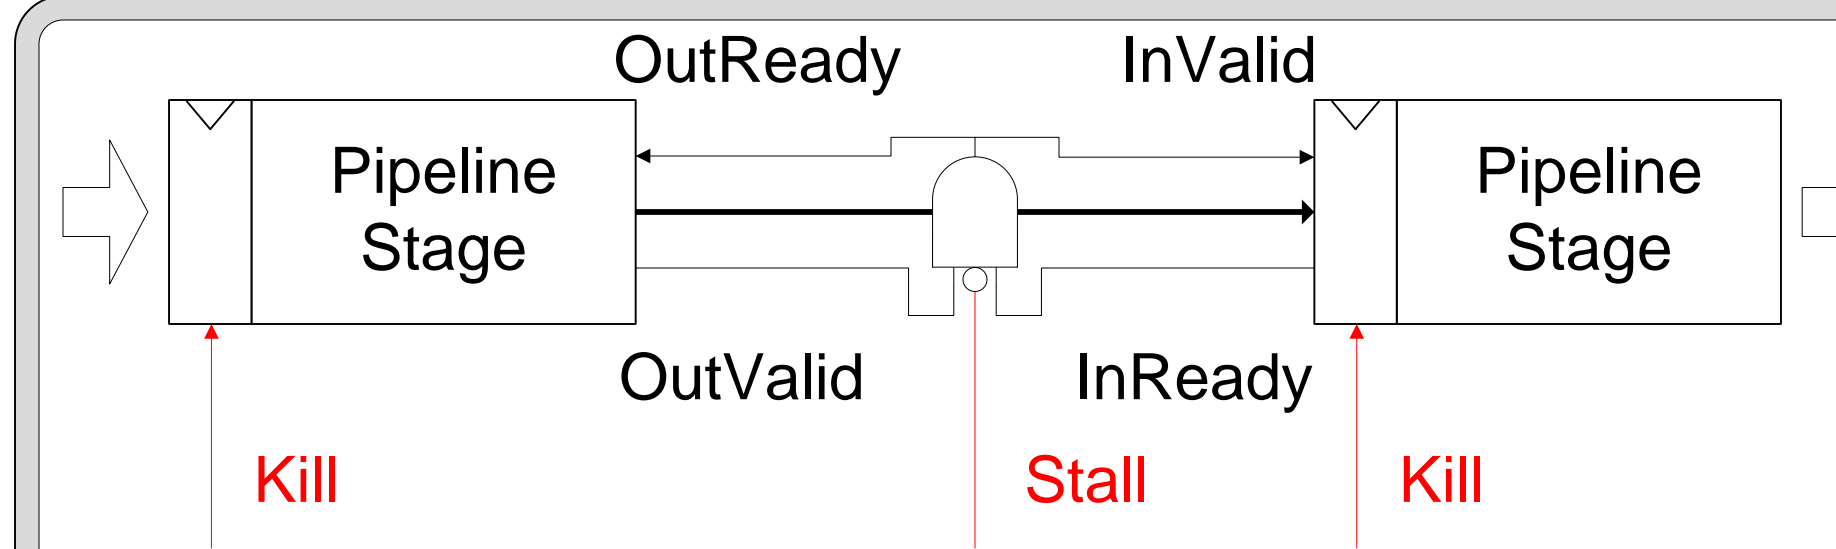 OutReady
InValid
Pipeline
Stage
Pipeline
Stage
OutValid
InReady
Kill
Stall
Kill